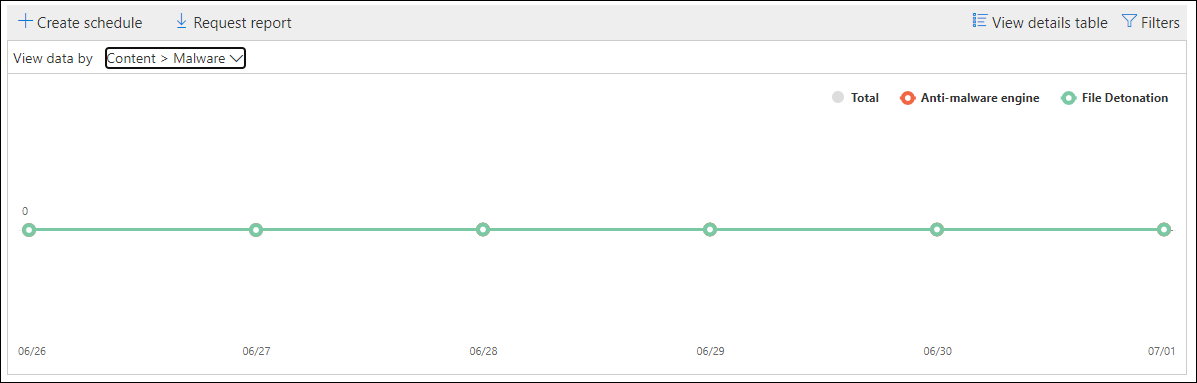 Create schedule Request report View details table Filters
View data by Content > Malware
Total Anti-malware engine File Detonation
0
06/26 06/27 06/28 06/29 06/30 07/01